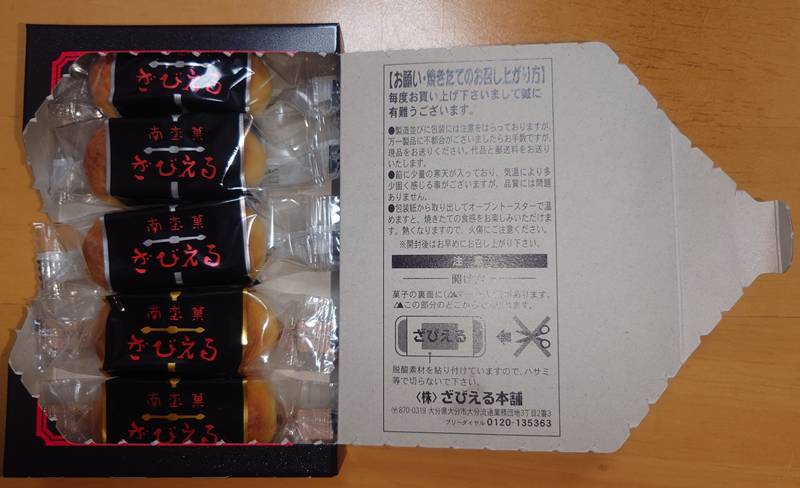 ざびえる
南蛮菓
ざびえる
南蛮菓
ざびえる
南蛮菓
ざびえる
南蛮菓
ざびえる
【お願い・焼きたてのお召し上がり方】
毎度お買い上げ下さいまして誠に
有難うございます。
●製造並びに包装には注意をはらっておりますが、
万一製品に不都合がございましたらお手数ですが、
現品をお送りください。代品と郵送料をお送り
いたします。
●餡に少量の寒天が入っており、気温により多
少固く感じる事がございますが、品質には問題
ありません。
●包装紙から取り出してオーブントースターで温
めますと、焼きたての食感をお楽しみいただけま
す。熱くなりますので、火傷にご注意ください。
※開封後はお早めにお召し上がり下さい。
注意
開け
菓子の裏面に あります。
この部分のどこから れます。
ざびえる
脱酸素材を貼り付けていますので、ハサミ
等で切らないで下さい。
〈株〉ざびえる本舗
〒870-0319 大分県大分市大分流通業務団地3丁目2番3
フリーダイヤル 0120-135363